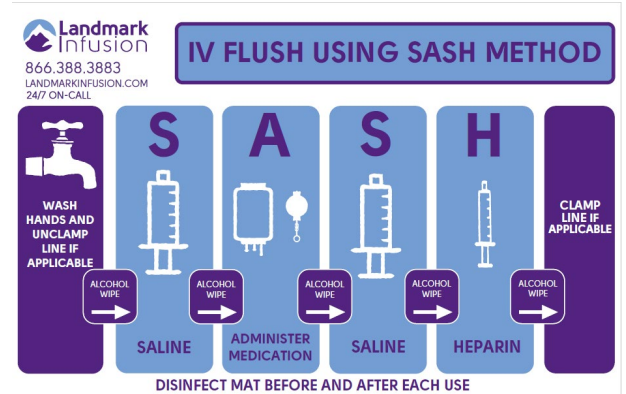 Landmark
Infusion
866.388.3883
LANDMARKINFUSION.COM
24/7 ON-CALL
IV FLUSH USING SASH METHOD
WASH
HANDS AND
UNCLAMP
LINE IF
APPLICABLE
ALCOHOL
WIPE
S
SALINE
ALCOHOL
WIPE
A
ADMINISTER
MEDICATION
ALCOHOL
WIPE
S
SALINE
ALCOHOL
WIPE
H
HEPARIN
ALCOHOL
WIPE
CLAMP
LINE IF
APPLICABLE
DISINFECT MAT BEFORE AND AFTER EACH USE